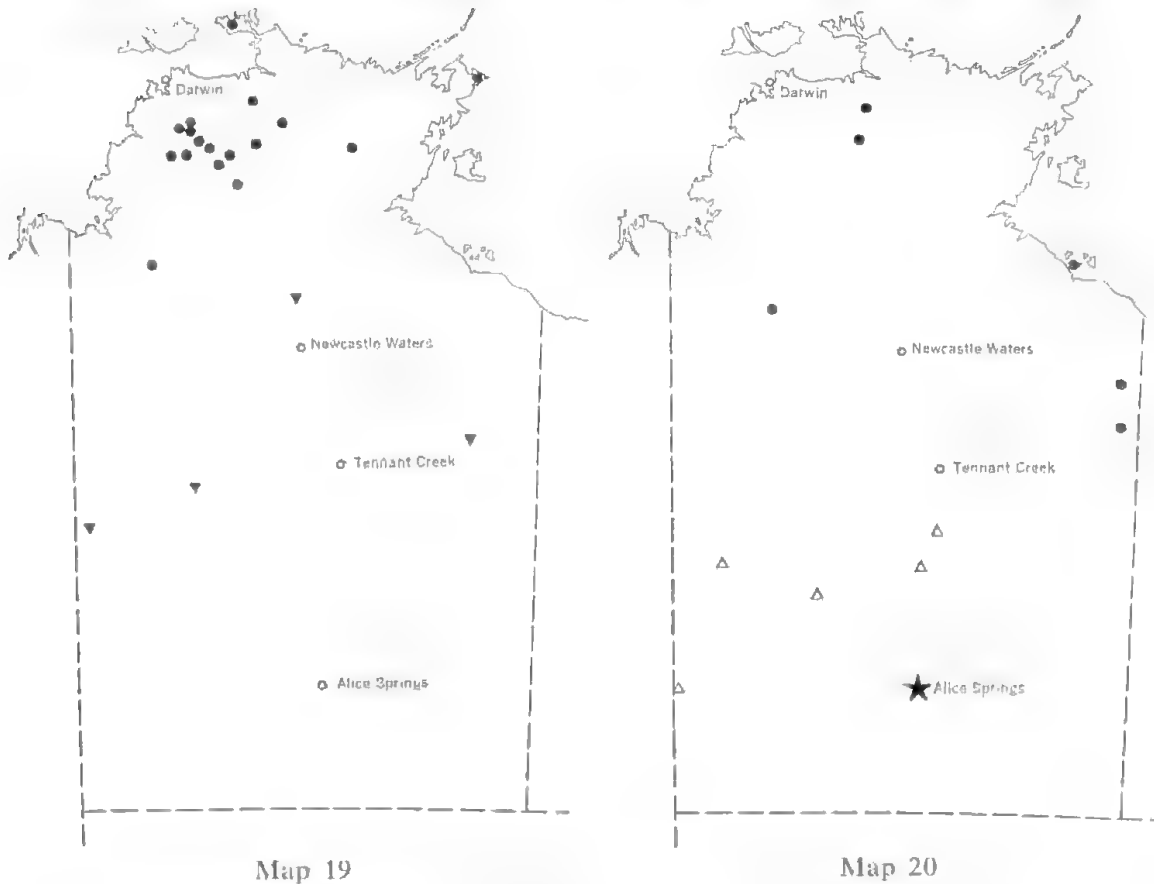 Darwin
Newcastle Waters
Tennant Creek
Alice Springs
Map 19
Darwin
Newcastle Waters
Tennant Creek
Alice Springs
Map 20